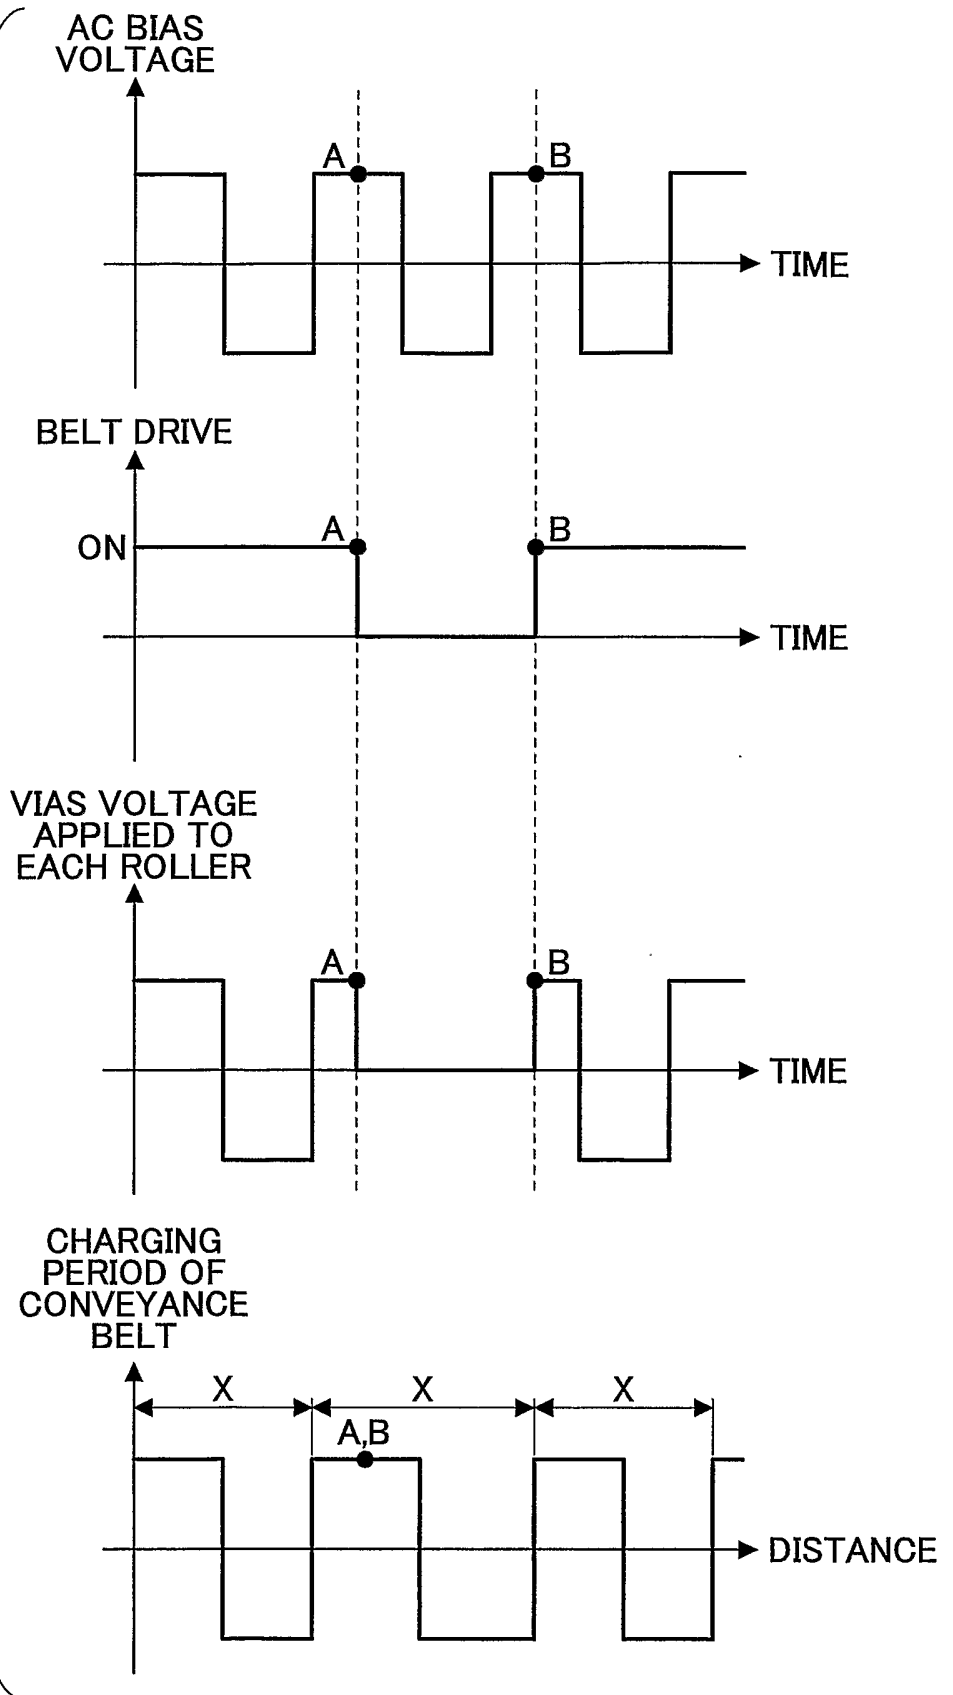 AC BIAS
VOLTAGE
A
B
TIME
BELT DRIVE
ON
A
B
TIME
VIAS VOLTAGE
APPLIED TO
EACH ROLLER
A
B
TIME
CHARGING
PERIOD OF
CONVEYANCE
BELT
X
X
X
A,B
DISTANCE